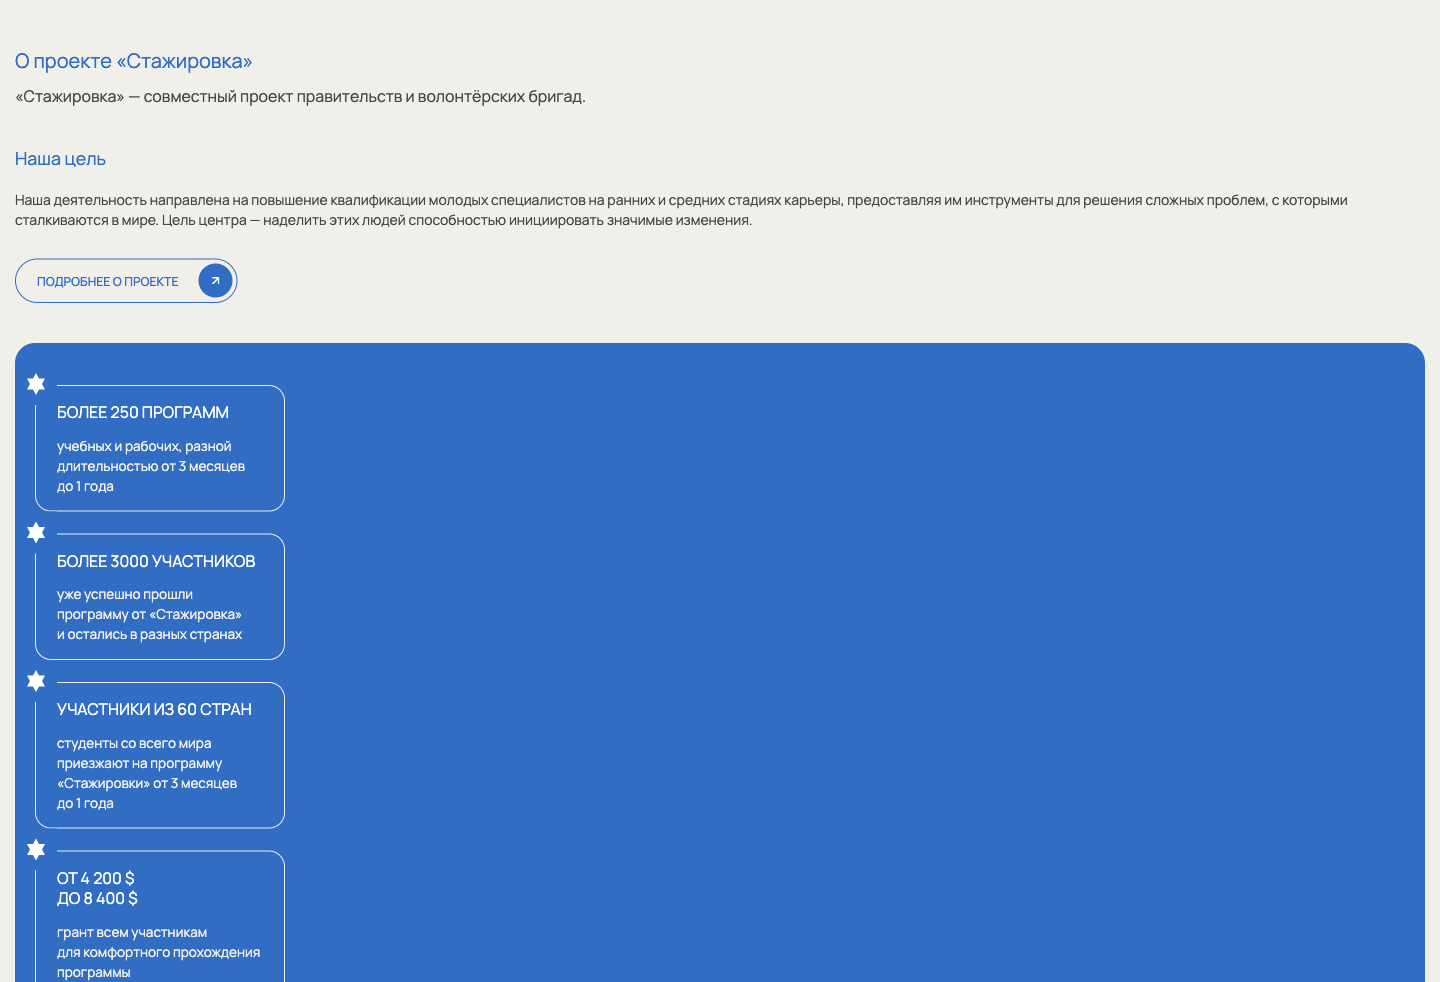 О проекте «Стажировка»
«Стажировка» — совместный проект правительств и волонтёрских бригад.
Наша цель
Наша деятельность направлена на повышение квалификации молодых специалистов на ранних и средних стадиях карьеры, предоставляя им инструменты для решения сложных проблем, с которыми
сталкиваются в мире. Цель центра — наделить этих людей способностью инициировать значимые изменения.
ПОДРОБНЕЕ О ПРОЕКТЕ
БОЛЕЕ 250 ПРОГРАММ
учебных и рабочих, разной
длительностью от 3 месяцев
до 1 года
БОЛЕЕ 3000 УЧАСТНИКОВ
уже успешно прошли
программу от «Стажировка»
и остались в разных странах
УЧАСТНИКИ ИЗ 60 СТРАН
студенты со всего мира
приезжают на программу
«Стажировки» от 3 месяцев
до 1 года
ОТ 4 200 $
ДО 8 400 $
грант всем участникам
для комфортного прохождения
программы